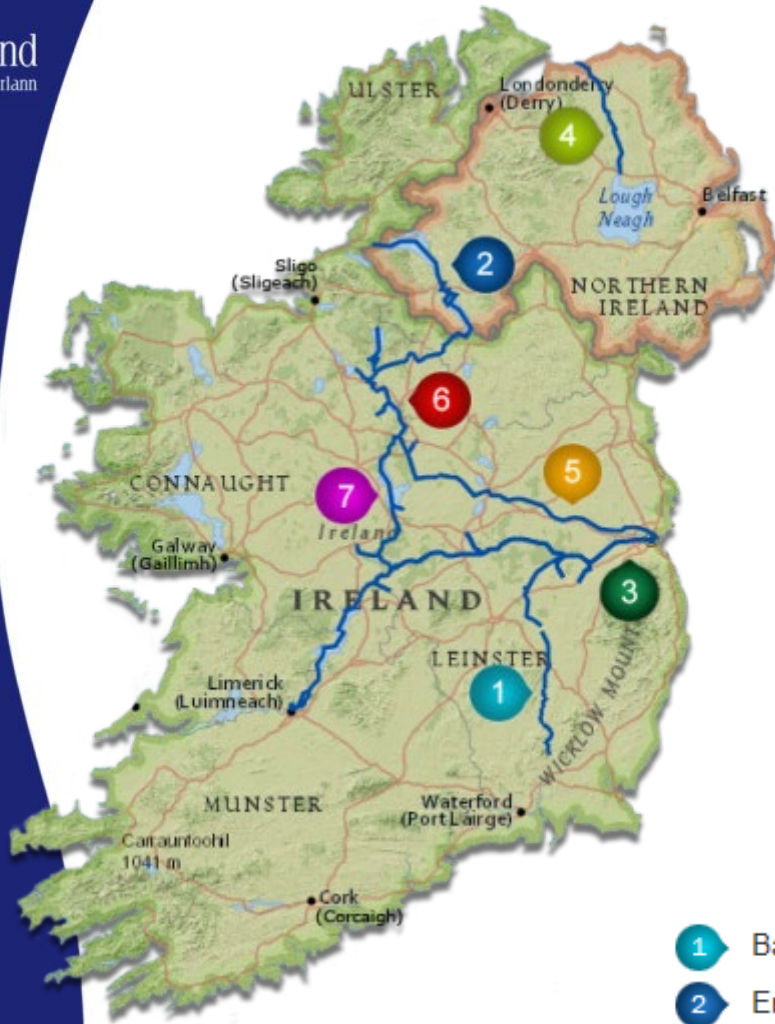 nd
rlann
ULSTER
Londonderry
(Derry)
4
Lough
Neagh
Belfast
Sligo
(Sligeach)
2
NORTHERN
IRELAND
6
CONNAUGHT
7
5
Ireland
Galway
(Gaillimh)
IRELAND
3
LEINSTER
Limerick
(Luimneach)
1
WICKLOW MOUNT
MUNSTER
Waterford
(Port Láirge)
Carrauntoohil
1041 m
Cork
(Corcaigh)
1 Ba
2 Er